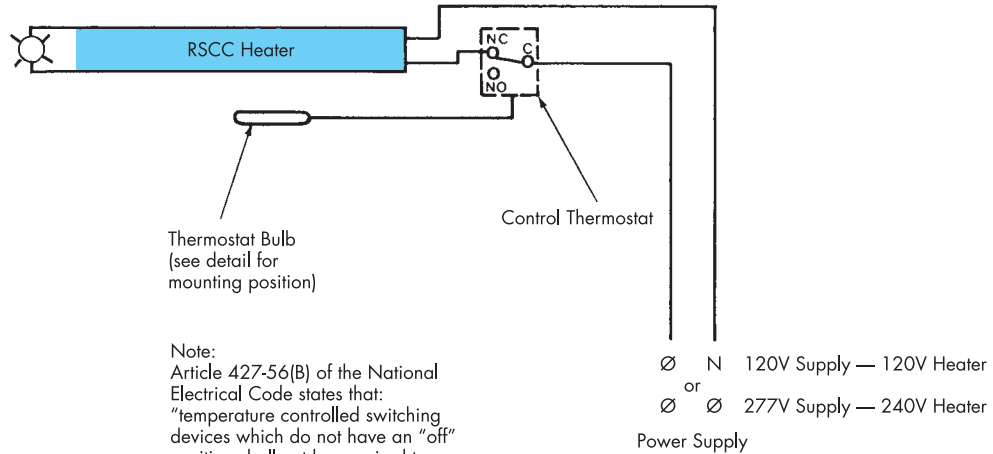 RSCC Heater
NC
C
NO
Control Thermostat
Thermostat Bulb
(see detail for
mounting position)
Note:
Article 427-56(B) of the National
Electrical Code states that:
"temperature controlled switching
devices which do not have an "off"
Ø N 120V Supply — 120V Heater
or
Ø Ø 277V Supply — 240V Heater
Power Supply